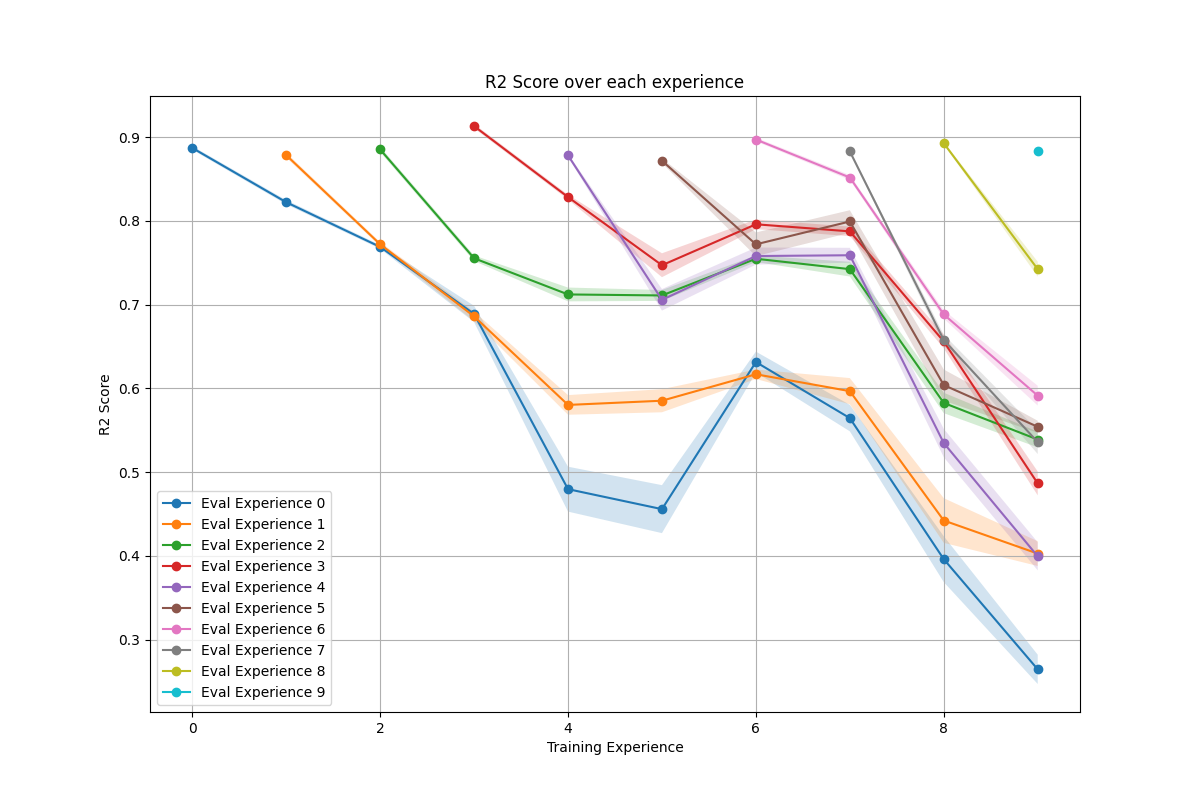 R2 Score over each experience
R2 Score
0.9
0.8
0.7
0.6
0.5
0.4
0.3
Eval Experience 0
Eval Experience 1
Eval Experience 2
Eval Experience 3
Eval Experience 4
Eval Experience 5
Eval Experience 6
Eval Experience 7
Eval Experience 8
Eval Experience 9
0 2 4 6 8
Training Experience